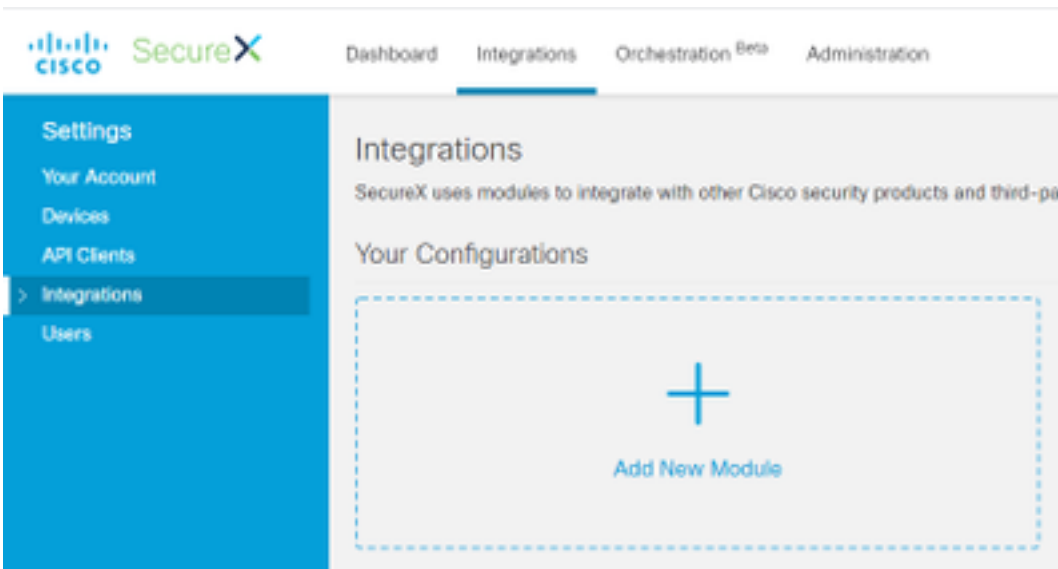 CISCO SecureX Dashboard Integrations Orchestration Beta Administration
Settings
Your Account
Devices
API Clients
> Integrations
Users
Integrations
SecureX uses modules to integrate with other Cisco security products and third-pa
Your Configurations
Add New Module